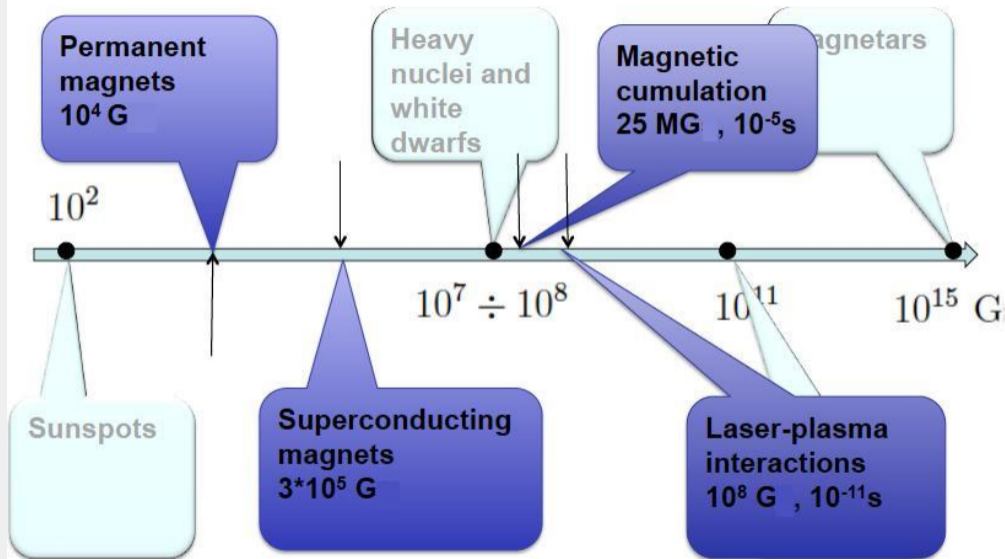 Permanent
magnets
10⁴ G
Heavy
nuclei and
white
dwarfs
Magnetic
cumulation
25 MG , 10⁻⁵s
agnetars
10²
10⁷ ÷ 10⁸
10¹¹
10¹⁵ G
Sunspots
Superconducting
magnets
3*10⁵ G
Laser-plasma
interactions
10⁸ G , 10⁻¹¹s